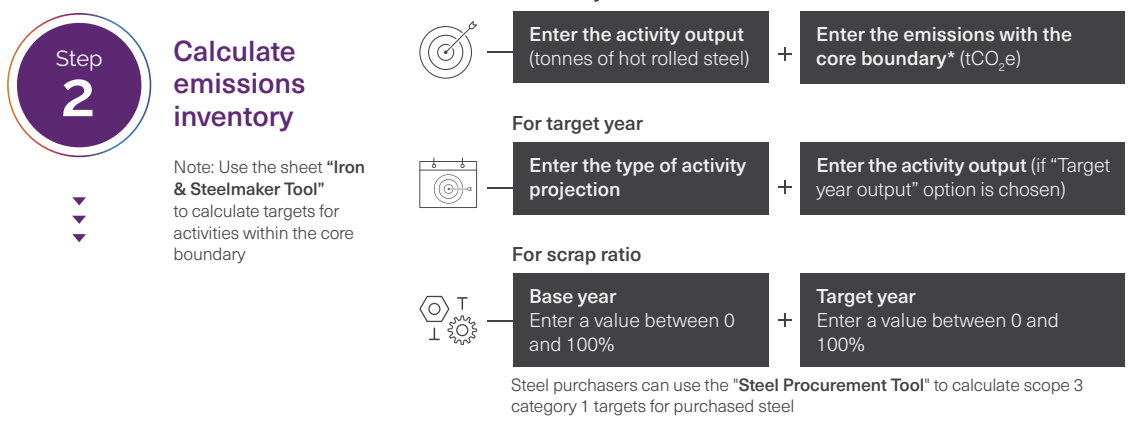 Step
2
Calculate
emissions
inventory
Note: Use the sheet “Iron
& Steelmaker Tool”
to calculate targets for
activities within the core
boundary
Enter the activity output
(tonnes of hot rolled steel)
+
Enter the emissions with the
core boundary* (tCO₂e)
For target year
Enter the type of activity
projection
+
Enter the activity output (if “Target
year output” option is chosen)
For scrap ratio
Base year
Enter a value between 0
and 100%
+
Target year
Enter a value between 0 and
100%
Steel purchasers can use the "Steel Procurement Tool" to calculate scope 3
category 1 targets for purchased steel